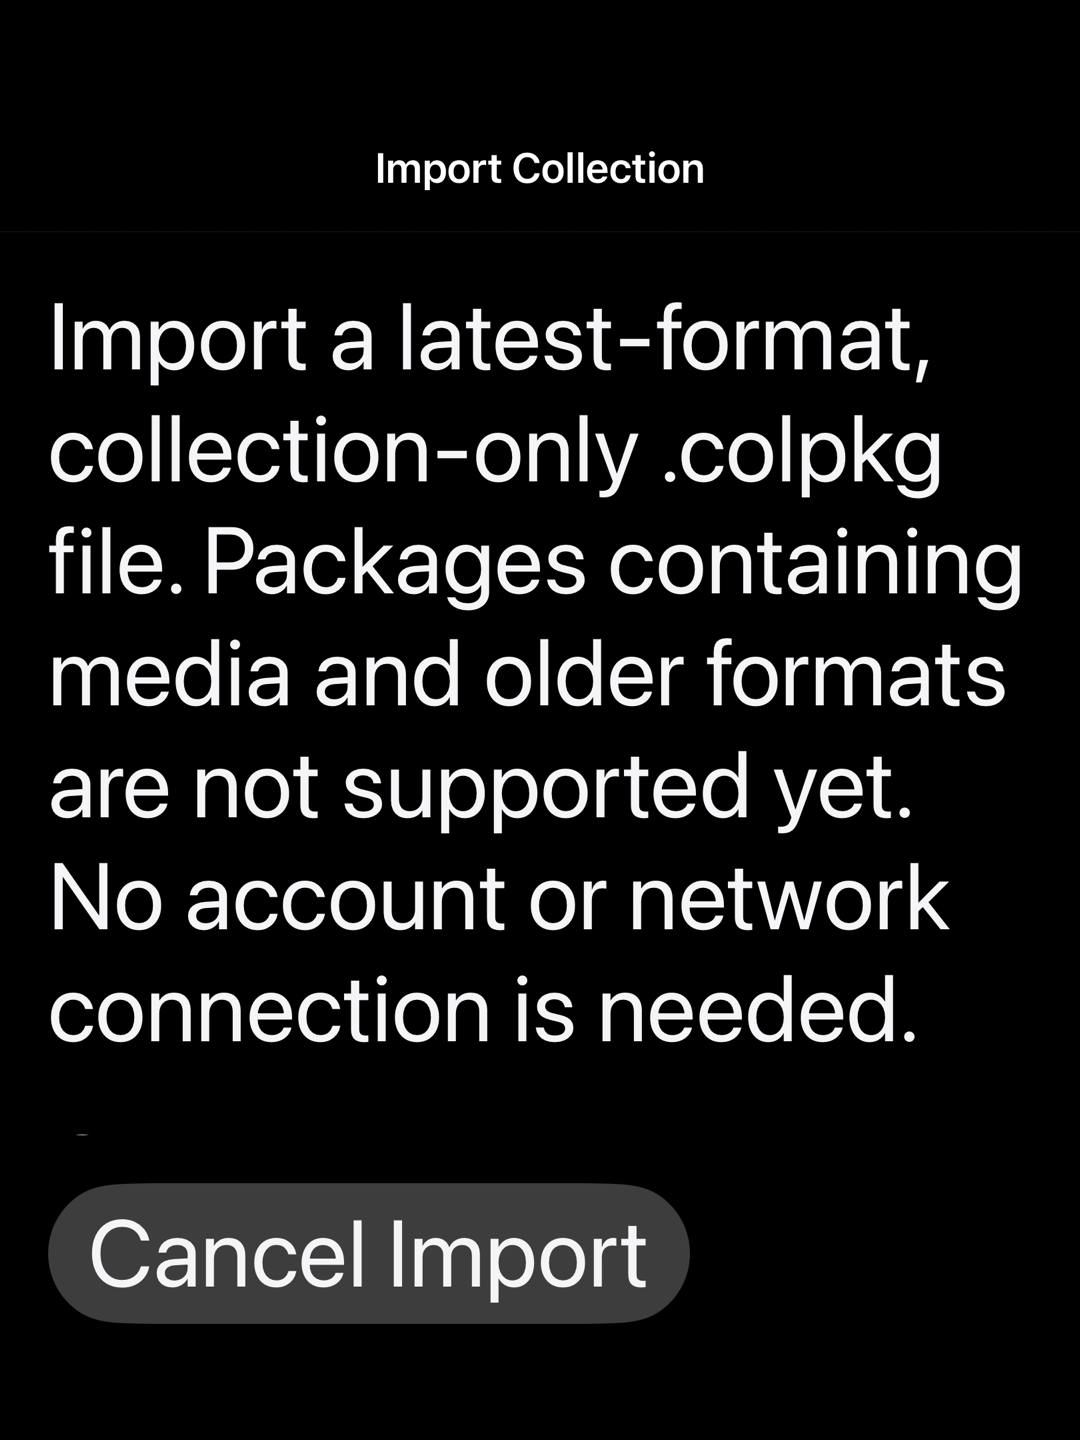 Import Collection
Import a latest-format,
collection-only .colpkg
file. Packages containing
media and older formats
are not supported yet.
No account or network
connection is needed.
Cancel Import